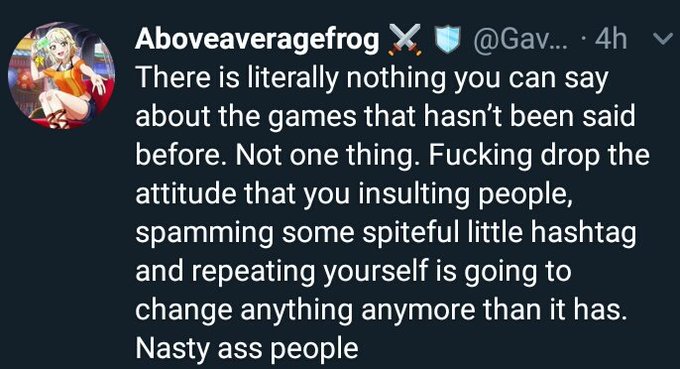 Aboveaveragefrog ⚔️ 🛡️ @Gav... · 4h
There is literally nothing you can say
about the games that hasn’t been said
before. Not one thing. Fucking drop the
attitude that you insulting people,
spamming some spiteful little hashtag
and repeating yourself is going to
change anything anymore than it has.
Nasty ass people